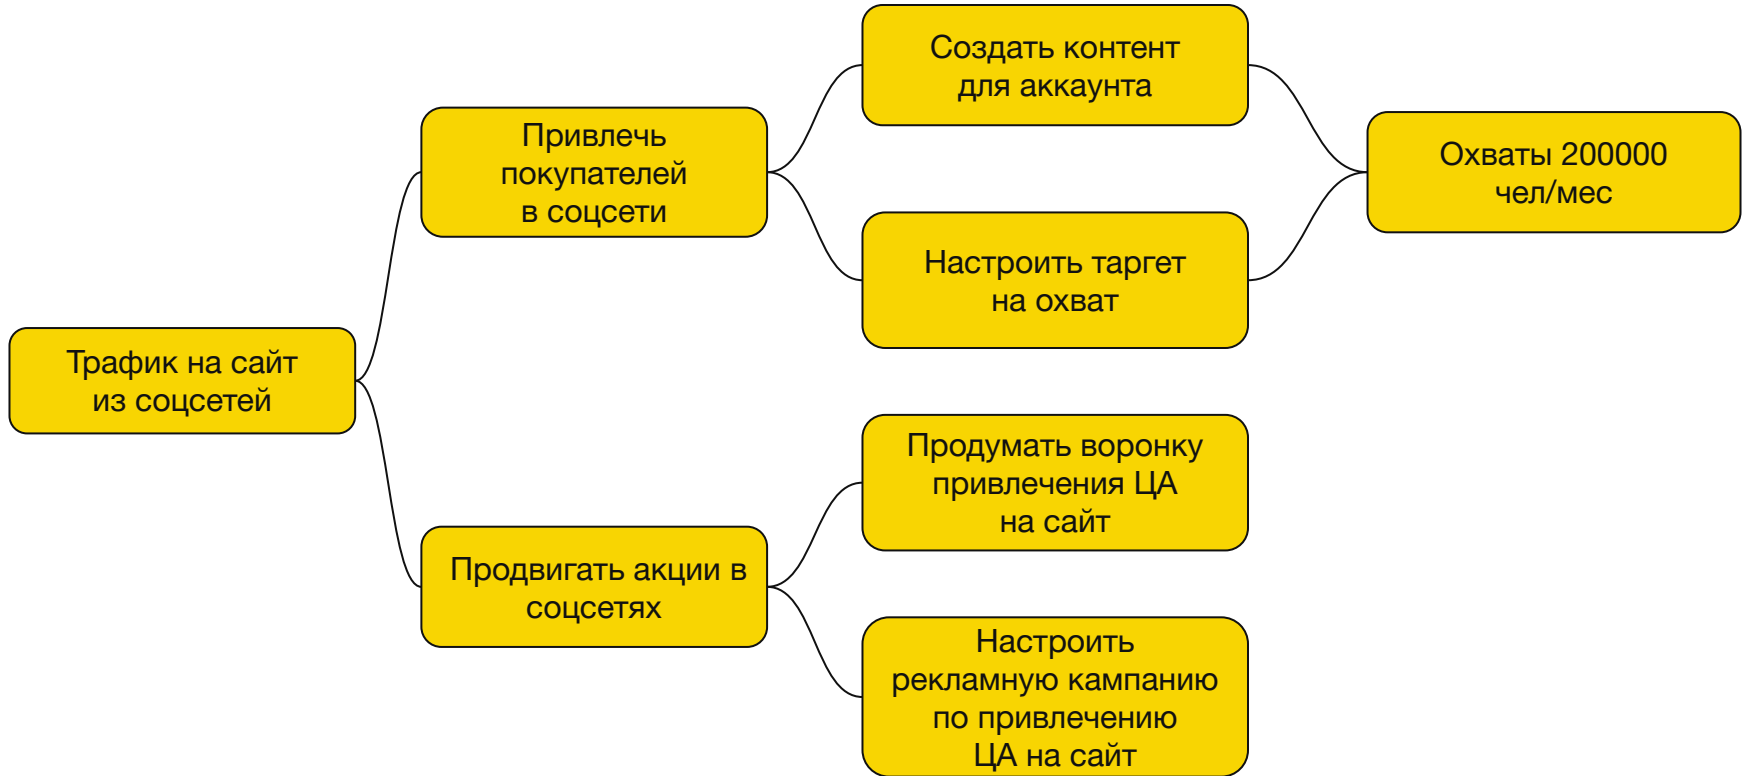 Создать контент
для аккаунта
Привлечь
покупателей
в соцсети
Охваты 200000
чел/мес
Настроить таргет
на охват
Трафик на сайт
из соцсетей
Продумать воронку
привлечения ЦА
на сайт
Продвигать акции в
соцсетях
Настроить
рекламную кампанию
по привлечению
ЦА на сайт